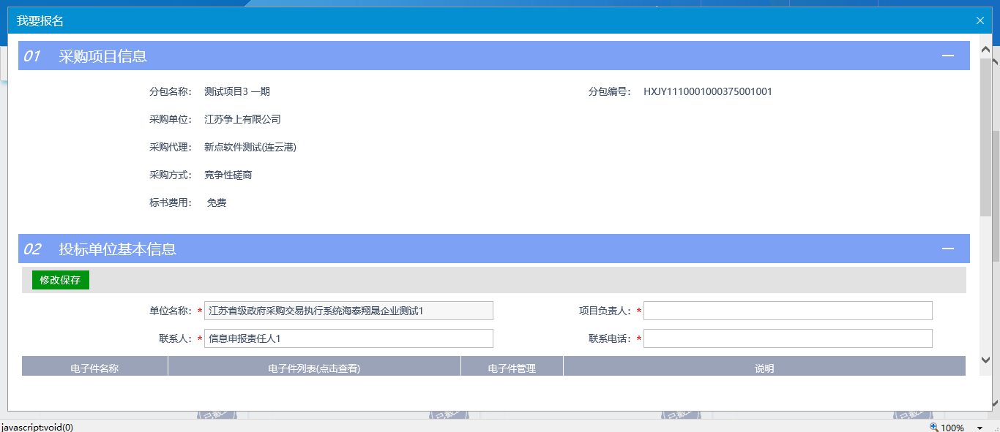 我要报名
01 采购项目信息
分包名称： 测试项目3 一期 分包编号： HXJY1110001000375001001
采购单位： 江苏争上有限公司
采购代理： 新点软件测试(连云港)
采购方式： 竞争性磋商
标书费用： 免费
02 投标单位基本信息
修改保存
单位名称： * 江苏省级政府采购交易执行系统海泰翔晟企业测试1 项目负责人： *
联系人： * 信息申报责任人1 联系电话： *
电子件名称 电子件列表(点击查看) 电子件管理 说明
javascript:void(0) 100%